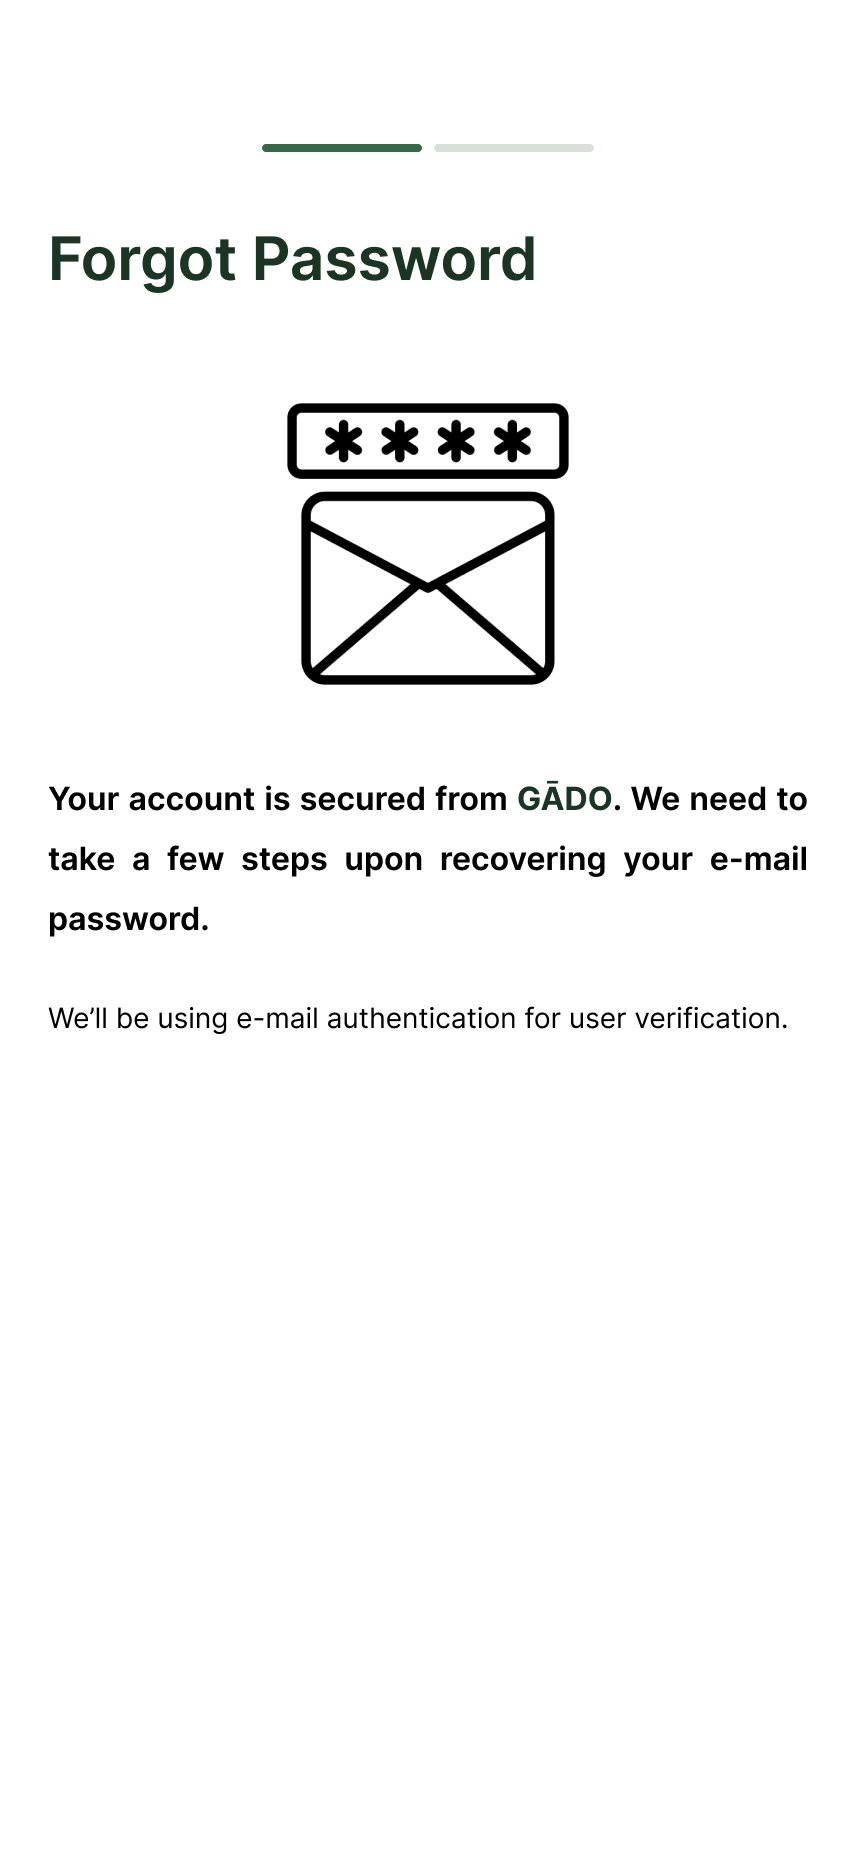 Forgot Password
* * * *
Your account is secured from GĀDO. We need to
take a few steps upon recovering your e-mail
password.
We’ll be using e-mail authentication for user verification.